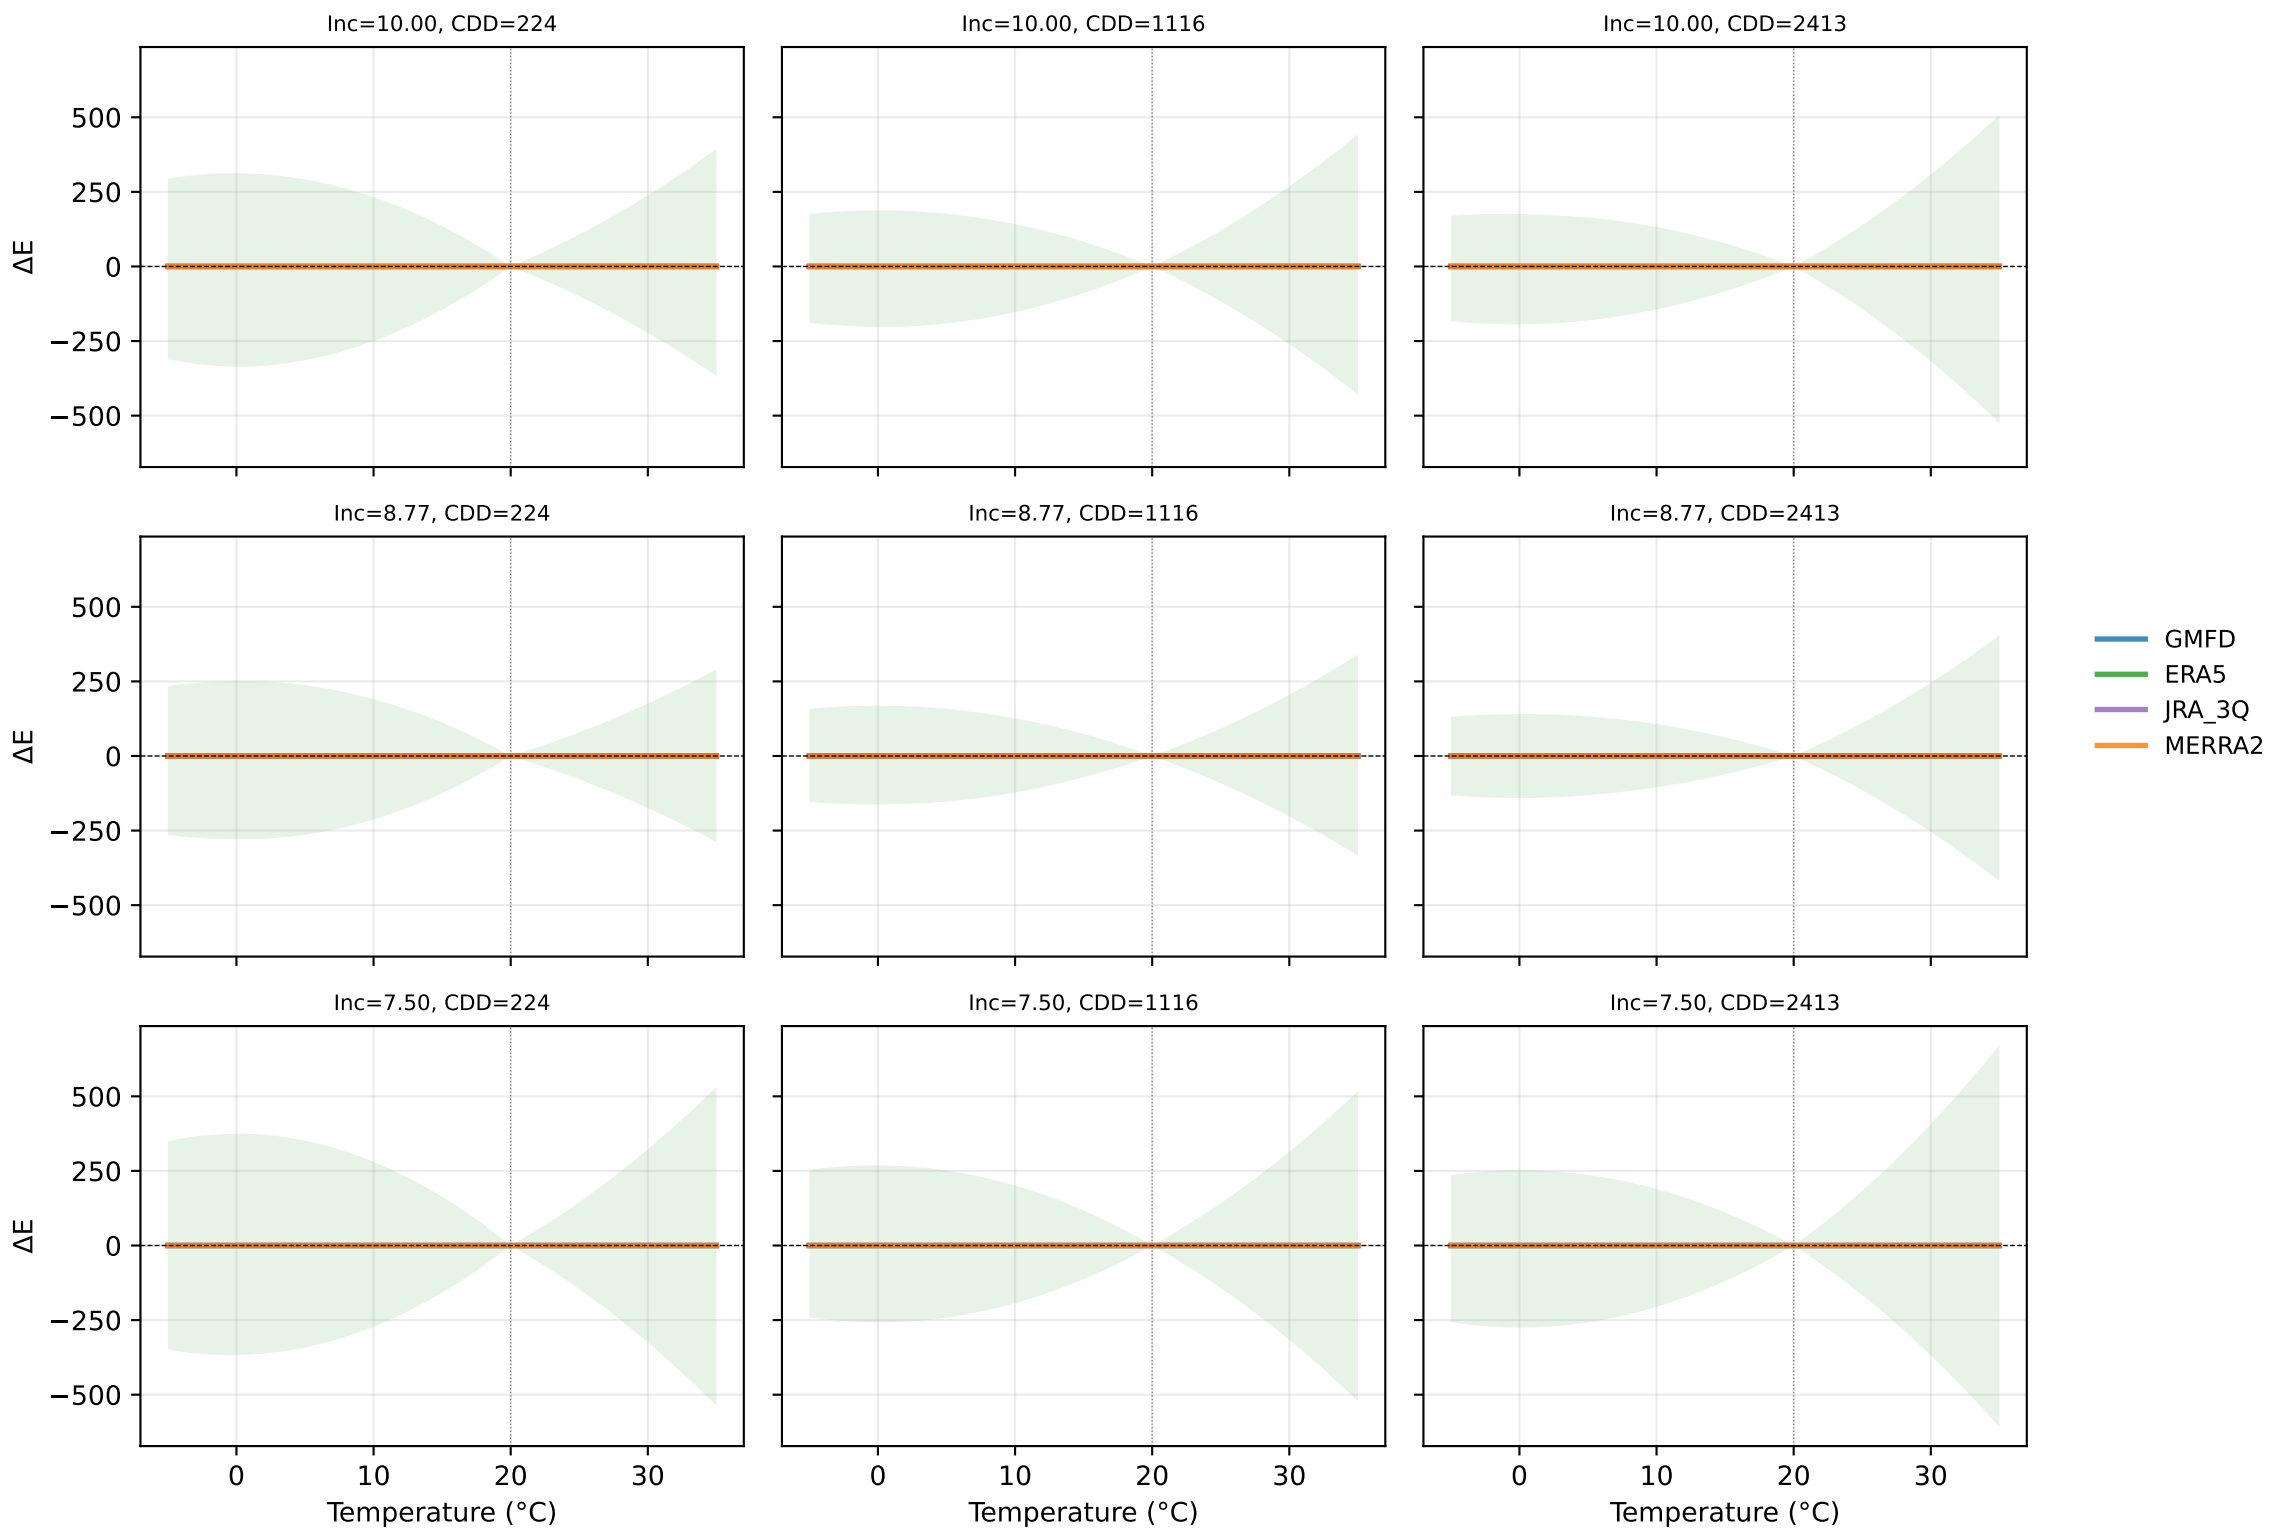 Inc=10.00, CDD=224
Inc=10.00, CDD=1116
Inc=10.00, CDD=2413
ΔE
500
250
0
−250
−500
Inc=8.77, CDD=224
Inc=8.77, CDD=1116
Inc=8.77, CDD=2413
ΔE
500
250
0
−250
−500
GMFD
ERA5
JRA_3Q
MERRA2
Inc=7.50, CDD=224
Inc=7.50, CDD=1116
Inc=7.50, CDD=2413
ΔE
500
250
0
−250
−500
0 10 20 30
0 10 20 30
0 10 20 30
Temperature (°C)
Temperature (°C)
Temperature (°C)